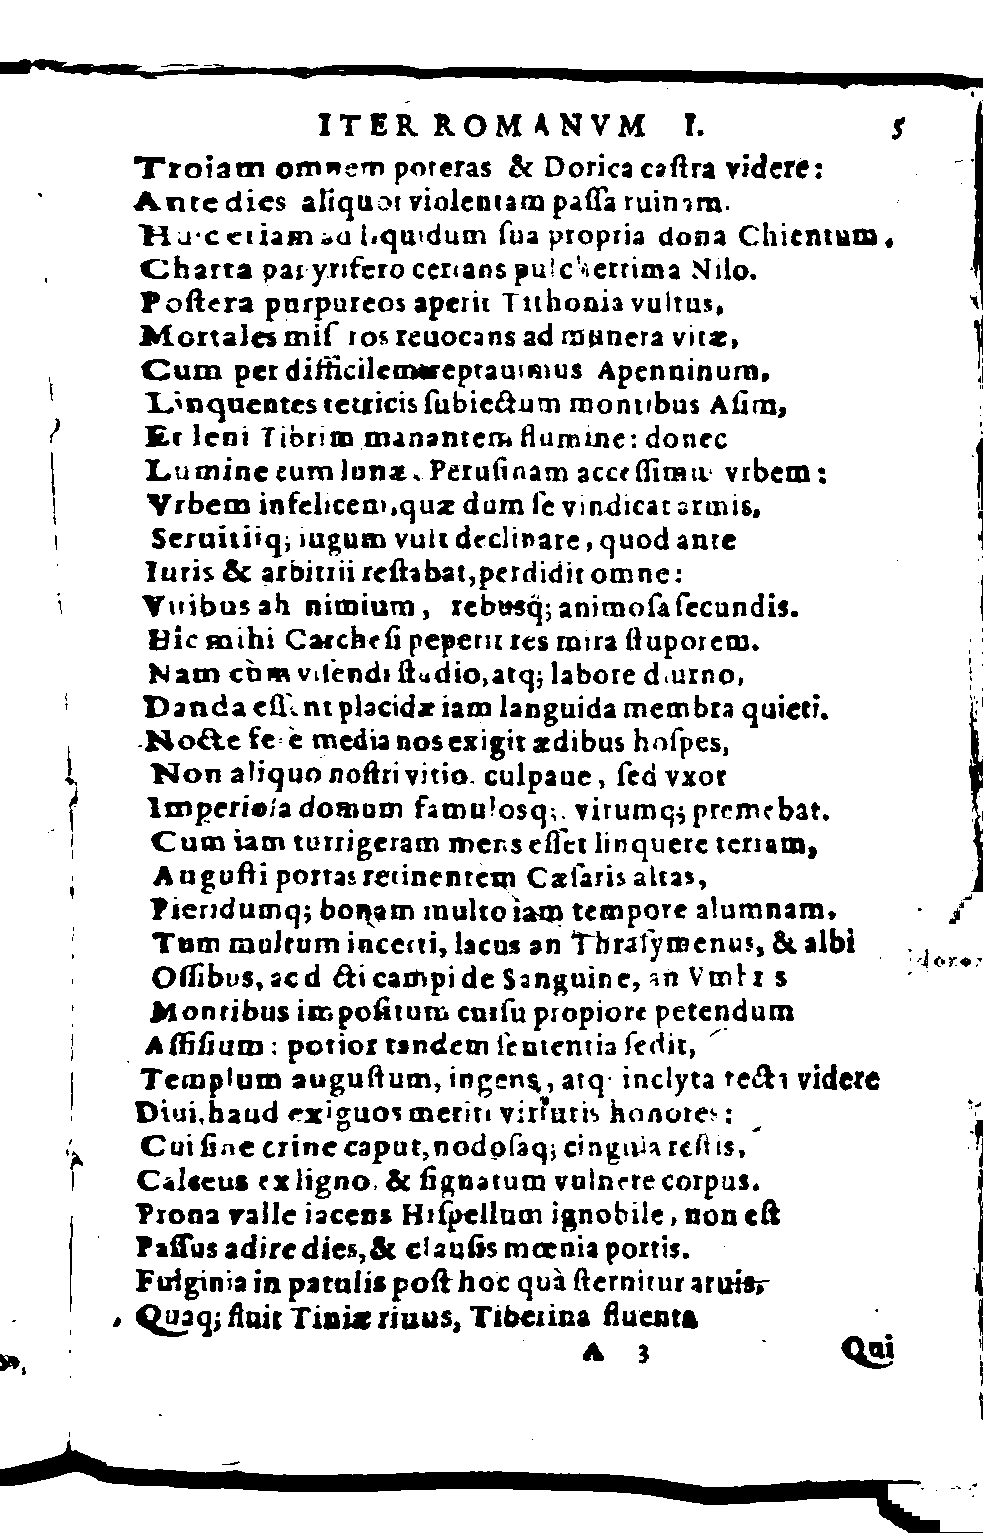 ITER ROMANVM I. 5
Troiam omnem poteras & Dorica castra videre:
Ante dies aliquot violentam passa ruinam.
Hu'c etiam ad liquidum sua propria dona Chientum,
Charta papyrifero certans pulcherrima Nilo.
Postera purpureos aperit Tithonia vultus,
Mortales miseros reuocans ad munera vitæ,
Cum per difficilem reptauimus Apenninum,
Linquentes tetricis subiectum montibus Asim,
Et leni Tibrim manantem flumine: donec
Lumine cum lunæ, Perusinam accessimus vrbem:
Vrbem infelicem, quæ dum se vindicat armis,
Seruitiiq; iugum vult declinare, quod ante
Iuris & arbitrii restabat, perdidit omne:
Viribus ah nimium, rebusq; animosa secundis.
Hic mihi Carchesi peperit res mira stuporem.
Nam cùm visendi studio, atq; labore diurno,
Danda essent placidæ iam languida membra quieti.
Nocte ferè media nos exigit ædibus hospes,
Non aliquo nostri vitio. culpaue, sed vxor
Imperiosa domum famulosq; virumq; premebat.
Cum iam turrigeram mens esset linquere terram,
Augusti portas retinentem Cæsaris altas,
Pieridumq; bonam multo iam tempore alumnam.
Tum multum incerti, lacus an Thrasymenus, & albi
Ossibus, ac dicti campi de Sanguine, an Vmbris
Montibus impositum cursu propiore petendum
Assisium: potior tandem sententia sedit,
Templum augustum, ingens, atq; inclyta tecta videre
Diui, haud exiguos meriti virtutis honores:
Cui sine crine caput, nodosaq; cingula restis,
Calceus ex ligno, & signatum vulnere corpus.
Prona valle iacens Hispellum ignobile, non est
Passus adire dies, & clausis mœnia portis.
Fulginia in patulis post hoc quà sternitur aruis,
Quaq; fluit Tiniæ riuus, Tiberina fluenta
A 3 Qui